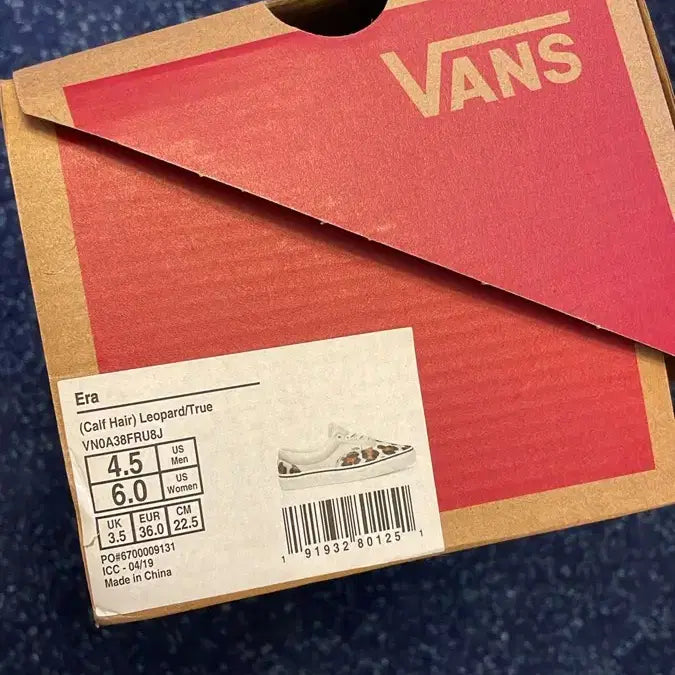 VANS
Era
(Calf Hair) Leopard/True
VN0A38FRU8J
4.5 US Men
6.0 US Women
UK 3.5 EUR 36.0 CM 22.5
PO#6700009131
ICC - 04/19
Made in China
1 91932 80125 1